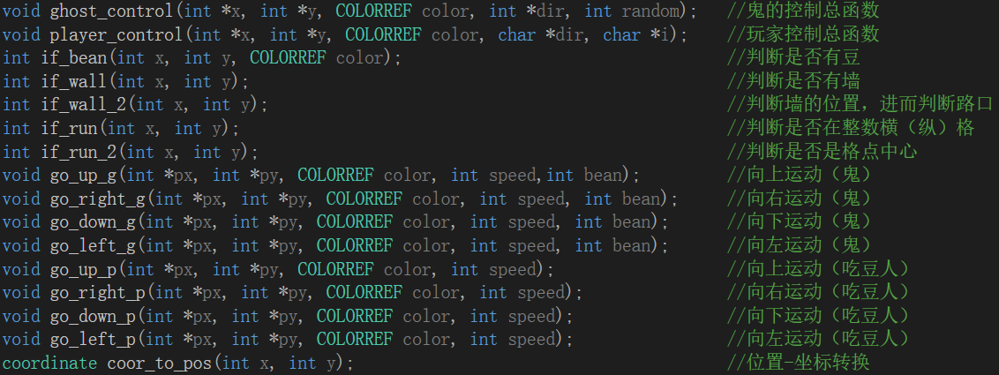 void ghost_control(int *x, int *y, COLORREF color, int *dir, int random); //鬼的控制总函数
void player_control(int *x, int *y, COLORREF color, char *dir, char *i); //玩家控制总函数
int if_bean(int x, int y, COLORREF color); //判断是否有豆
int if_wall(int x, int y); //判断是否有墙
int if_wall_2(int x, int y); //判断墙的位置，进而判断路口
int if_run(int x, int y); //判断是否在整数横（纵）格
int if_run_2(int x, int y); //判断是否是格点中心
void go_up_g(int *px, int *py, COLORREF color, int speed,int bean); //向上运动（鬼）
void go_right_g(int *px, int *py, COLORREF color, int speed, int bean); //向右运动（鬼）
void go_down_g(int *px, int *py, COLORREF color, int speed, int bean); //向下运动（鬼）
void go_left_g(int *px, int *py, COLORREF color, int speed, int bean); //向左运动（鬼）
void go_up_p(int *px, int *py, COLORREF color, int speed); //向上运动（吃豆人）
void go_right_p(int *px, int *py, COLORREF color, int speed); //向右运动（吃豆人）
void go_down_p(int *px, int *py, COLORREF color, int speed); //向下运动（吃豆人）
void go_left_p(int *px, int *py, COLORREF color, int speed); //向左运动（吃豆人）
coordinate coor_to_pos(int x, int y); //位置-坐标转换